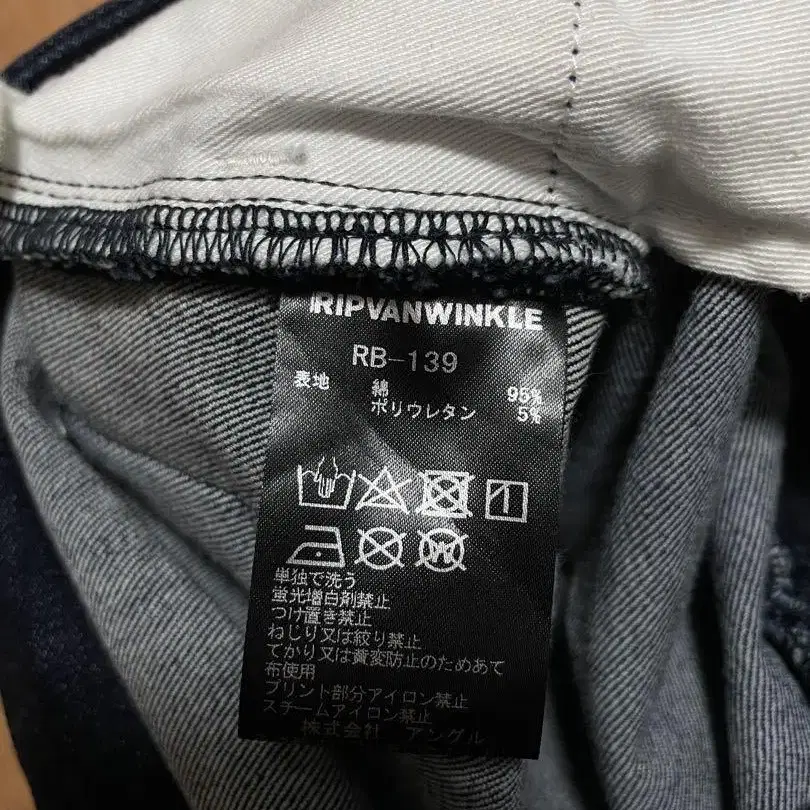 RIPVANWINKLE
RB-139
表地 綿 95%
ポリウレタン 5%
単独で洗う
蛍光増白剤禁止
つけ置き禁止
ねじり又は絞り禁止
てかり又は黄変防止のためあて
布使用
プリント部分アイロン禁止
スチームアイロン禁止
株式会社 アングル